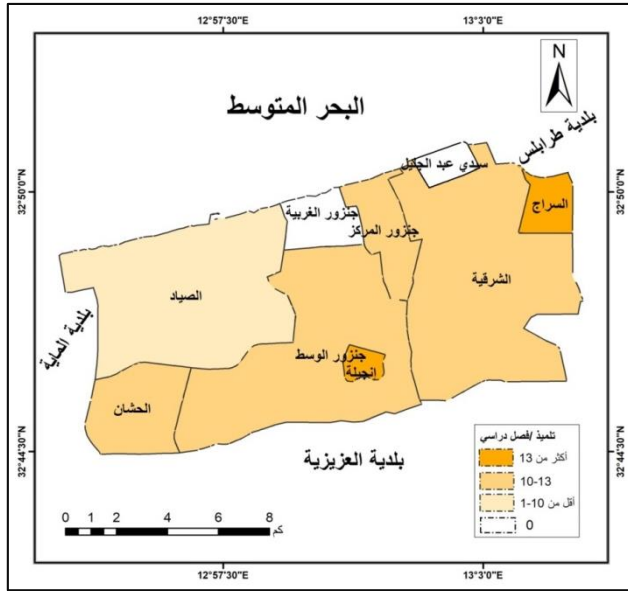 12°57'30"E
13°3'0"E
N
البحر المتوسط
بلدية طرابلس
سيدي عبد الجليل
32°50'0"N
32°50'0"N
السراج
جنزور الغربية
جنزور المركز
الشرقية
الصياد
بلدية الماية
جنزور الوسط
إنجيلة
الحشان
تلميذ /فصل دراسي
أكثر من 13
10-13
أقل من 10-1
0
بلدية العزيزية
32°44'30"N
32°44'30"N
0 1 2 4 6 8
كم
12°57'30"E
13°3'0"E